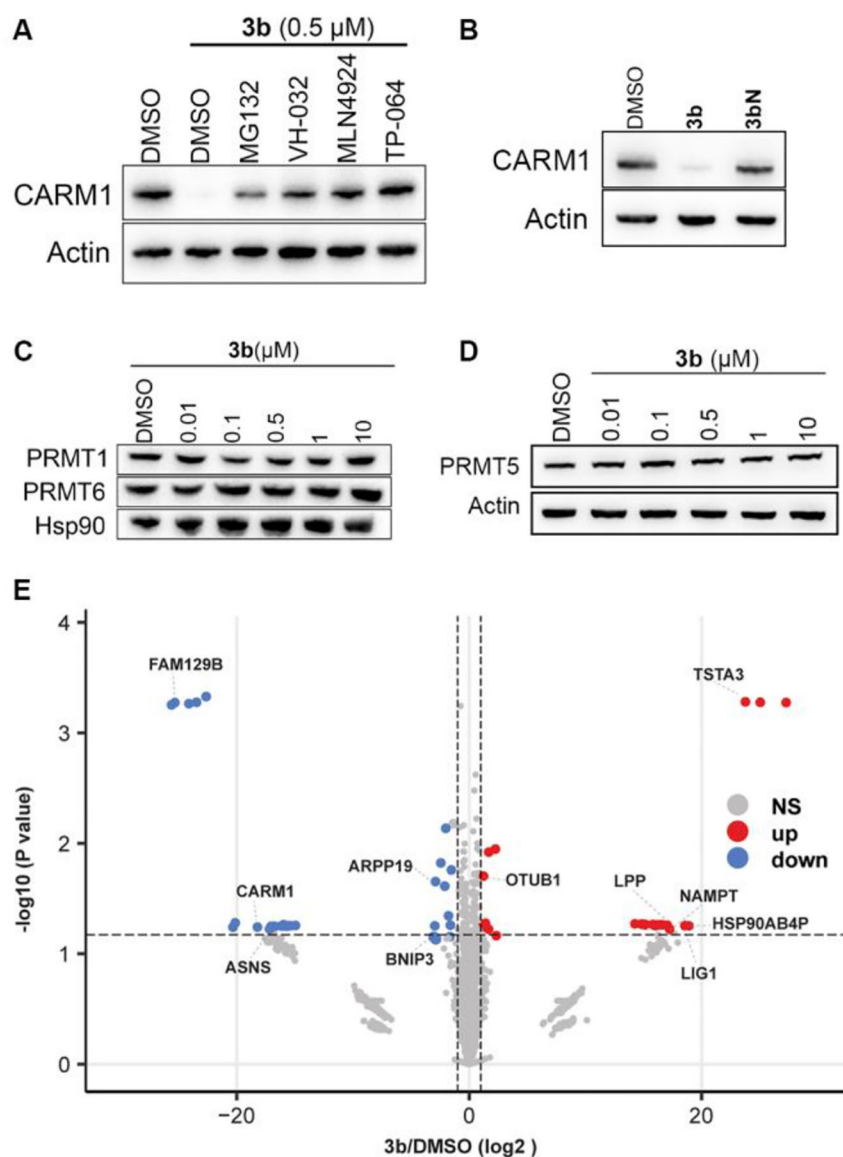 A
3b (0.5 µM)
DMSO
DMSO
MG132
VH-032
MLN4924
TP-064
CARM1
Actin
B
DMSO
3b
3bN
CARM1
Actin
C
3b(µM)
DMSO
0.01
0.1
0.5
1
10
PRMT1
PRMT6
Hsp90
D
3b (µM)
DMSO
0.01
0.1
0.5
1
10
PRMT5
Actin
E
4
3
2
1
0
-log10 (P value)
FAM129B
TSTA3
NS
up
down
ARPP19
OTUB1
CARM1
LPP
NAMPT
HSP90AB4P
ASNS
BNIP3
LIG1
−20
0
20
3b/DMSO (log2 )